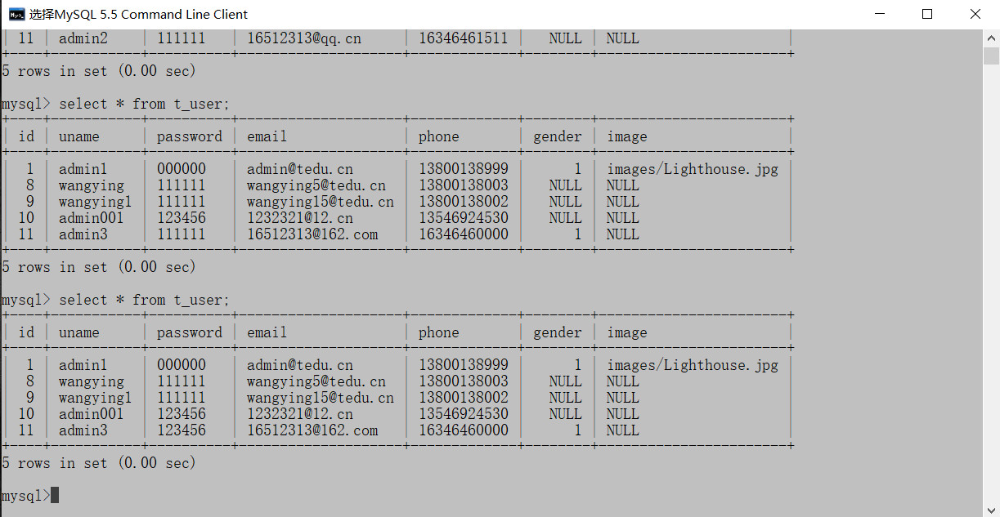 选择MySQL 5.5 Command Line Client
| 11 | admin2 | 111111 | 16512313@qq.cn | 16346461511 | NULL | NULL |
+----+-----------+----------+--------------------+-------------+--------+-----------------------+
5 rows in set (0.00 sec)
mysql> select * from t_user;
+----+-----------+----------+--------------------+-------------+--------+-----------------------+
| id | uname | password | email | phone | gender | image |
+----+-----------+----------+--------------------+-------------+--------+-----------------------+
| 1 | admin1 | 000000 | admin@tedu.cn | 13800138999 | 1 | images/Lighthouse.jpg |
| 8 | wangying | 111111 | wangying5@tedu.cn | 13800138003 | NULL | NULL |
| 9 | wangying1 | 111111 | wangying15@tedu.cn | 13800138002 | NULL | NULL |
| 10 | admin001 | 123456 | 1232321@12.cn | 13546924530 | NULL | NULL |
| 11 | admin3 | 111111 | 16512313@162.com | 16346460000 | 1 | NULL |
+----+-----------+----------+--------------------+-------------+--------+-----------------------+
5 rows in set (0.00 sec)
mysql> select * from t_user;
+----+-----------+----------+--------------------+-------------+--------+-----------------------+
| id | uname | password | email | phone | gender | image |
+----+-----------+----------+--------------------+-------------+--------+-----------------------+
| 1 | admin1 | 000000 | admin@tedu.cn | 13800138999 | 1 | images/Lighthouse.jpg |
| 8 | wangying | 111111 | wangying5@tedu.cn | 13800138003 | NULL | NULL |
| 9 | wangying1 | 111111 | wangying15@tedu.cn | 13800138002 | NULL | NULL |
| 10 | admin001 | 123456 | 1232321@12.cn | 13546924530 | NULL | NULL |
| 11 | admin3 | 111111 | 16512313@162.com | 16346460000 | 1 | NULL |
+----+-----------+----------+--------------------+-------------+--------+-----------------------+
5 rows in set (0.00 sec)
mysql>